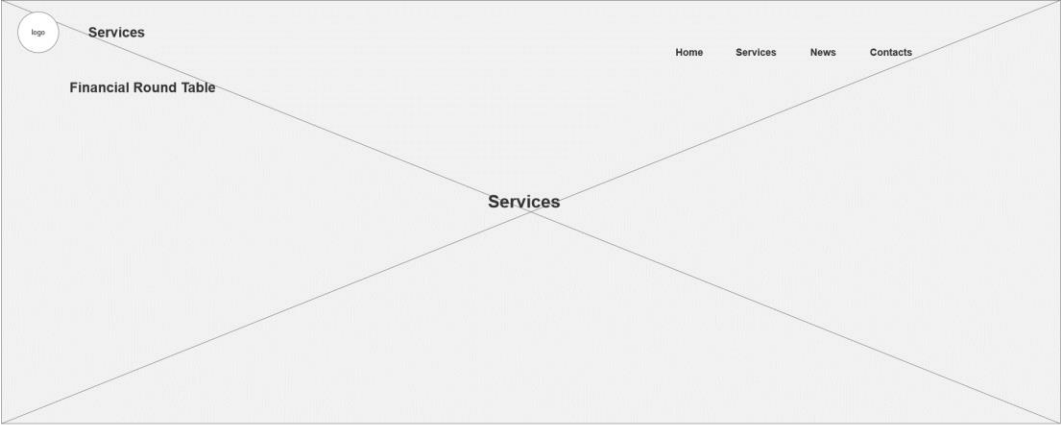 logo
Services
Home Services News Contacts
Financial Round Table
Services